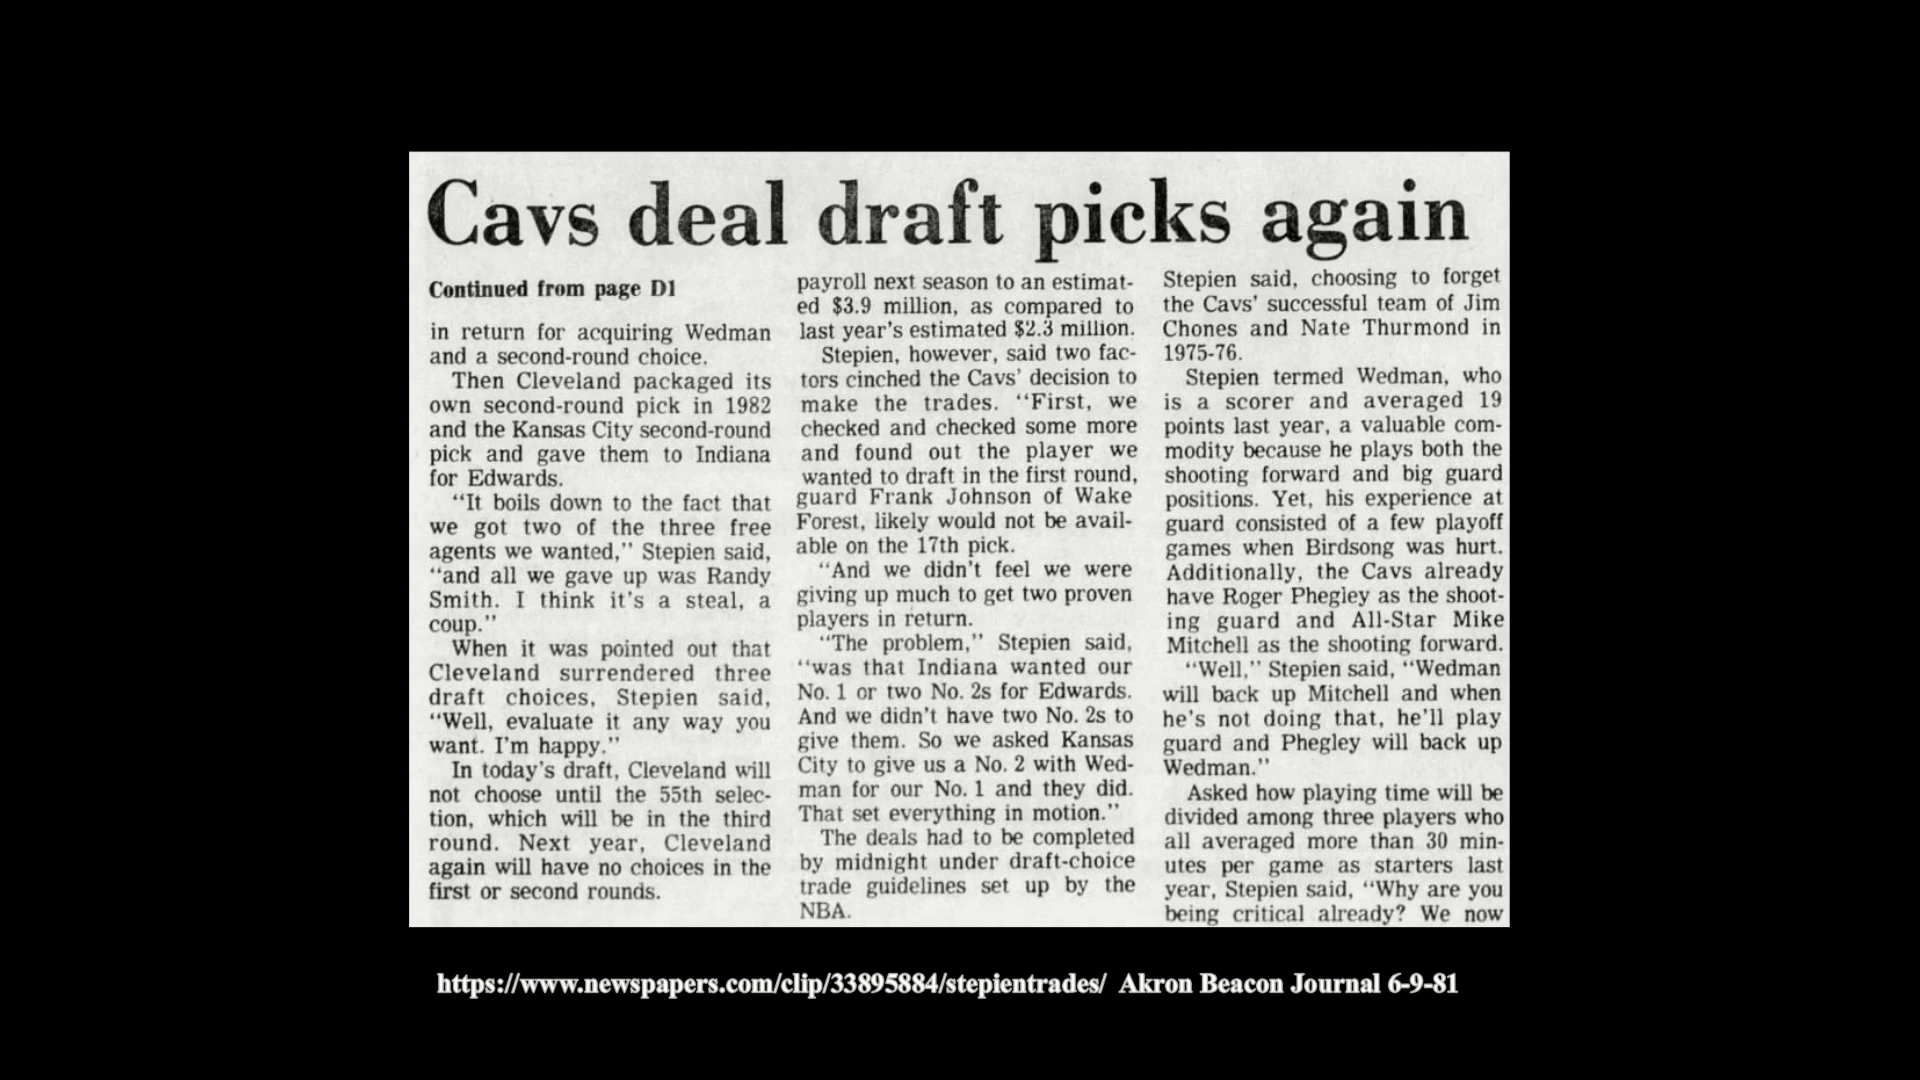 Cavs deal draft picks again
Continued from page D1
in return for acquiring Wedman
and a second-round choice.
Then Cleveland packaged its
own second-round pick in 1982
and the Kansas City second-round
pick and gave them to Indiana
for Edwards.
“It boils down to the fact that
we got two of the three free
agents we wanted,” Stepien said,
“and all we gave up was Randy
Smith. I think it’s a steal, a
coup.”
When it was pointed out that
Cleveland surrendered three
draft choices, Stepien said,
“Well, evaluate it any way you
want. I’m happy.”
In today’s draft, Cleveland will
not choose until the 55th selec-
tion, which will be in the third
round. Next year, Cleveland
again will have no choices in the
first or second rounds.
payroll next season to an estimat-
ed $3.9 million, as compared to
last year’s estimated $2.3 million.
Stepien, however, said two fac-
tors cinched the Cavs’ decision to
make the trades. “First, we
checked and checked some more
and found out the player we
wanted to draft in the first round,
guard Frank Johnson of Wake
Forest, likely would not be avail-
able on the 17th pick.
“And we didn’t feel we were
giving up much to get two proven
players in return.
“The problem,” Stepien said,
“was that Indiana wanted our
No. 1 or two No. 2s for Edwards.
And we didn’t have two No. 2s to
give them. So we asked Kansas
City to give us a No. 2 with Wed-
man for our No. 1 and they did.
That set everything in motion.”
The deals had to be completed
by midnight under draft-choice
trade guidelines set up by the
NBA.
Stepien said, choosing to forget
the Cavs’ successful team of Jim
Chones and Nate Thurmond in
1975-76.
Stepien termed Wedman, who
is a scorer and averaged 19
points last year, a valuable com-
modity because he plays both the
shooting forward and big guard
positions. Yet, his experience at
guard consisted of a few playoff
games when Birdsong was hurt.
Additionally, the Cavs already
have Roger Phegley as the shoot-
ing guard and All-Star Mike
Mitchell as the shooting forward.
“Well,” Stepien said, “Wedman
will back up Mitchell and when
he’s not doing that, he’ll play
guard and Phegley will back up
Wedman.”
Asked how playing time will be
divided among three players who
all averaged more than 30 min-
utes per game as starters last
year, Stepien said, “Why are you
being critical already? We now
https://www.newspapers.com/clip/33895884/stepientrades/ Akron Beacon Journal 6-9-81